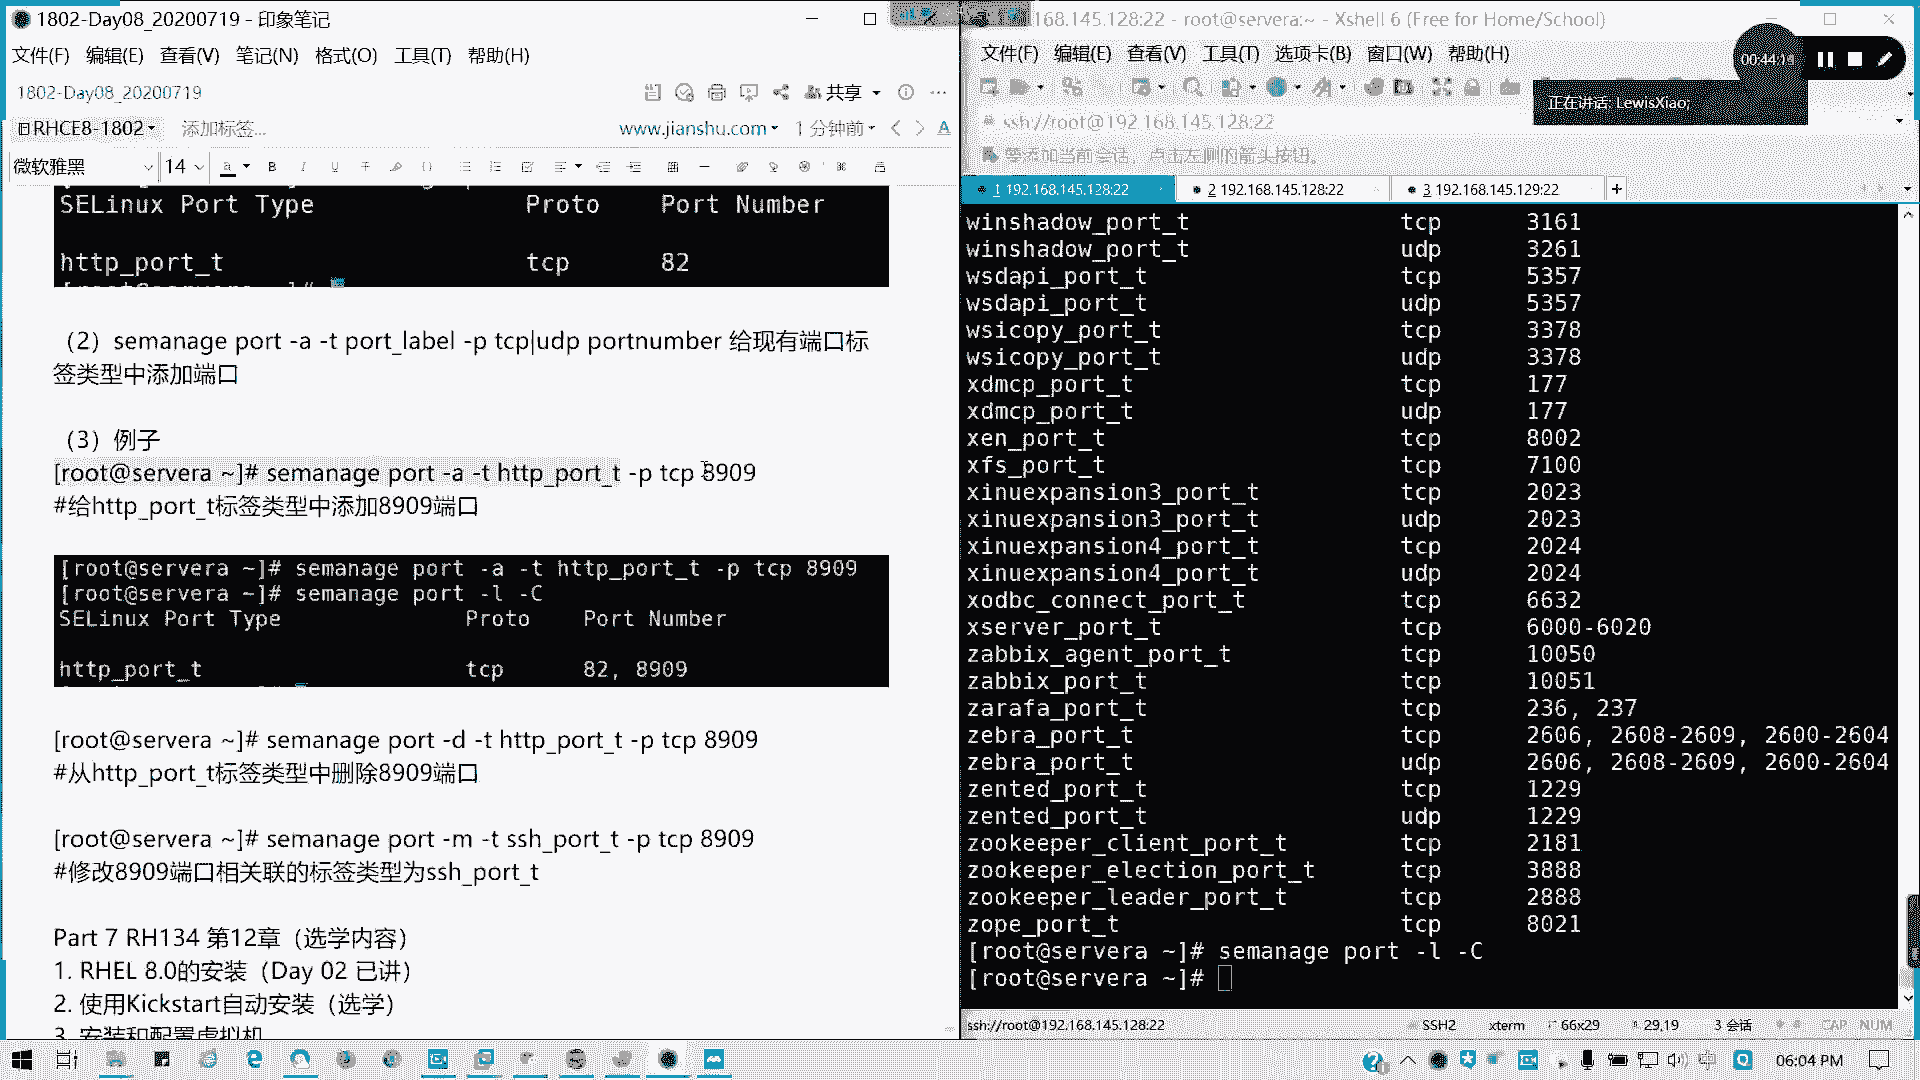 1802-Day08_20200719 - 印象笔记
文件(F) 编辑(E) 查看(V) 笔记(N) 格式(O) 工具(T) 帮助(H)
1802-Day08_20200719
共享
RHCE8-1802
添加标签...
www.jianshu.com
1 分钟前
微软雅黑
14
SELinux Port Type Proto Port Number
http_port_t tcp 82
（2）semanage port -a -t port_label -p tcp|udp portnumber 给现有端口标
签类型中添加端口
（3）例子
[root@servera ~]# semanage port -a -t http_port_t -p tcp 8909
#给http_port_t标签类型中添加8909端口
[root@servera ~]# semanage port -a -t http_port_t -p tcp 8909
[root@servera ~]# semanage port -l -C
SELinux Port Type Proto Port Number
http_port_t tcp 82, 8909
[root@servera ~]# semanage port -d -t http_port_t -p tcp 8909
#从http_port_t标签类型中删除8909端口
[root@servera ~]# semanage port -m -t ssh_port_t -p tcp 8909
#修改8909端口相关联的标签类型为ssh_port_t
Part 7 RH134 第12章（选学内容）
1. RHEL 8.0的安装（Day 02 已讲）
2. 使用Kickstart自动安装（选学）
3. 安装和配置虚拟机
168.145.128:22 - root@servera:~ - Xshell 6 (Free for Home/School)
文件(F) 编辑(E) 查看(V) 工具(T) 选项卡(B) 窗口(W) 帮助(H)
00:44:1
正在讲话: LewisXiao;
ssh://root@192.168.145.128:22
要添加当前会话，点击左侧的箭头按钮。
1 192.168.145.128:22
2 192.168.145.128:22
3 192.168.145.129:22
winshadow_port_t tcp 3161
winshadow_port_t udp 3261
wsdapi_port_t tcp 5357
wsdapi_port_t udp 5357
wsicopy_port_t tcp 3378
wsicopy_port_t udp 3378
xdmcp_port_t tcp 177
xdmcp_port_t udp 177
xen_port_t tcp 8002
xfs_port_t tcp 7100
xinuexpansion3_port_t tcp 2023
xinuexpansion3_port_t udp 2023
xinuexpansion4_port_t tcp 2024
xinuexpansion4_port_t udp 2024
xodbc_connect_port_t tcp 6632
xserver_port_t tcp 6000-6020
zabbix_agent_port_t tcp 10050
zabbix_port_t tcp 10051
zarafa_port_t tcp 236, 237
zebra_port_t tcp 2606, 2608-2609, 2600-2604
zebra_port_t udp 2606, 2608-2609, 2600-2604
zented_port_t tcp 1229
zented_port_t udp 1229
zookeeper_client_port_t tcp 2181
zookeeper_election_port_t tcp 3888
zookeeper_leader_port_t tcp 2888
zope_port_t tcp 8021
[root@servera ~]# semanage port -l -C
[root@servera ~]#
ssh://root@192.168.145.128:22
SSH2 xterm 66x29 29,19 3 会话 CAP NUM
06:04 PM